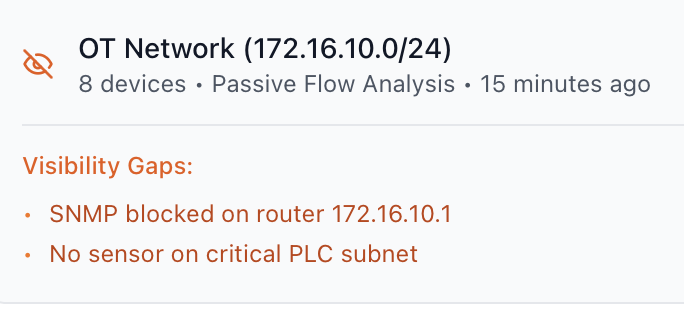 OT Network (172.16.10.0/24)
8 devices • Passive Flow Analysis • 15 minutes ago
Visibility Gaps:
• SNMP blocked on router 172.16.10.1
• No sensor on critical PLC subnet